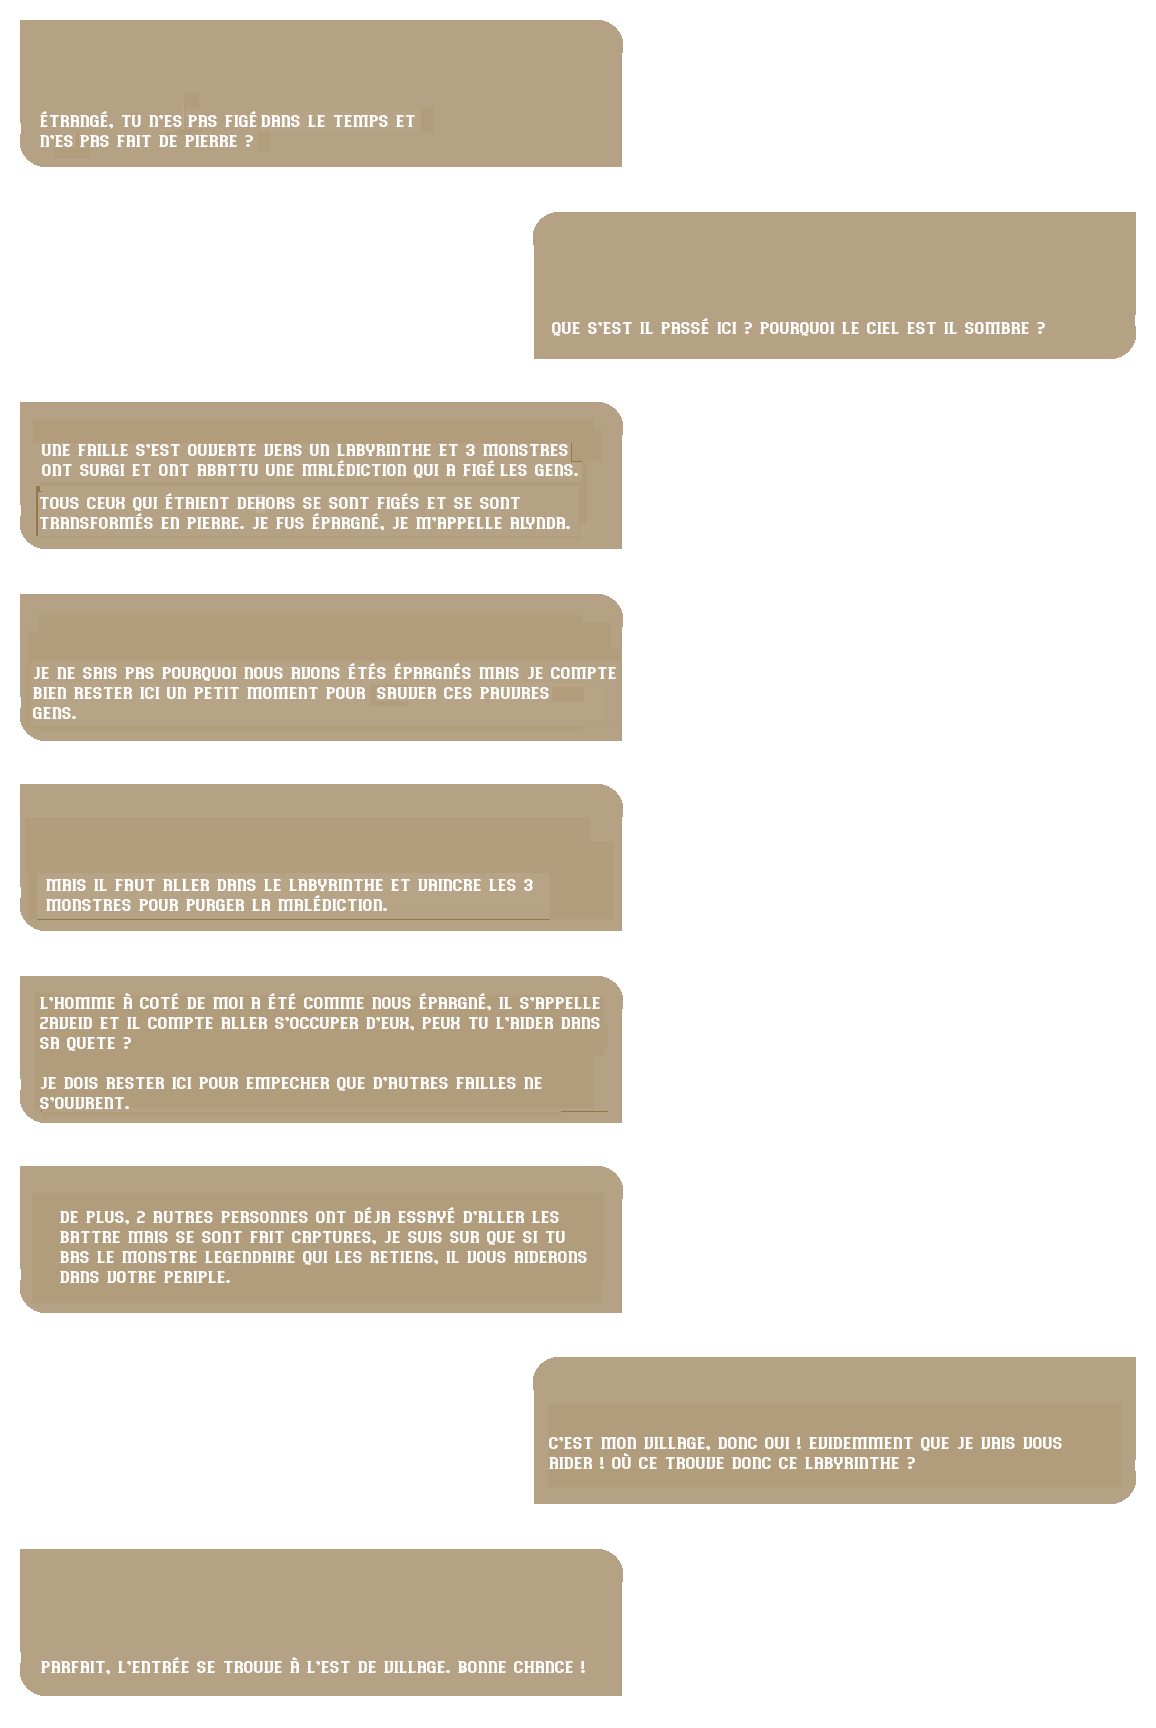 ÉTRANGÉ, TU N'ES PAS FIGÉ DANS LE TEMPS ET
N'ES PAS FAIT DE PIERRE ?
QUE S'EST IL PASSÉ ICI ? POURQUOI LE CIEL EST IL SOMBRE ?
UNE FAILLE S'EST OUVERTE VERS UN LABYRINTHE ET 3 MONSTRES
ONT SURGI ET ONT ABATTU UNE MALÉDICTION QUI A FIGÉ LES GENS.
TOUS CEUX QUI ÉTAIENT DEHORS SE SONT FIGÉS ET SE SONT
TRANSFORMÉS EN PIERRE. JE FUS ÉPARGNÉ, JE M'APPELLE ALYNDA.
JE NE SAIS PAS POURQUOI NOUS AVONS ÉTÉS ÉPARGNÉS MAIS JE COMPTE
BIEN RESTER ICI UN PETIT MOMENT POUR SAUVER CES PAUVRES
GENS.
MAIS IL FAUT ALLER DANS LE LABYRINTHE ET VAINCRE LES 3
MONSTRES POUR PURGER LA MALÉDICTION.
L'HOMME À COTÉ DE MOI A ÉTÉ COMME NOUS ÉPARGNÉ, IL S'APPELLE
ZAVEID ET IL COMPTE ALLER S'OCCUPER D'EUX, PEUX TU L'AIDER DANS
SA QUETE ?
JE DOIS RESTER ICI POUR EMPECHER QUE D'AUTRES FAILLES NE
S'OUVRENT.
DE PLUS, 2 AUTRES PERSONNES ONT DÉJA ESSAYÉ D'ALLER LES
BATTRE MAIS SE SONT FAIT CAPTURES, JE SUIS SUR QUE SI TU
BAS LE MONSTRE LEGENDAIRE QUI LES RETIENS, IL VOUS AIDERONS
DANS VOTRE PERIPLE.
C'EST MON VILLAGE, DONC OUI ! EVIDEMMENT QUE JE VAIS VOUS
AIDER ! OÙ CE TROUVE DONC CE LABYRINTHE ?
PARFAIT, L'ENTRÉE SE TROUVE À L'EST DE VILLAGE. BONNE CHANCE !